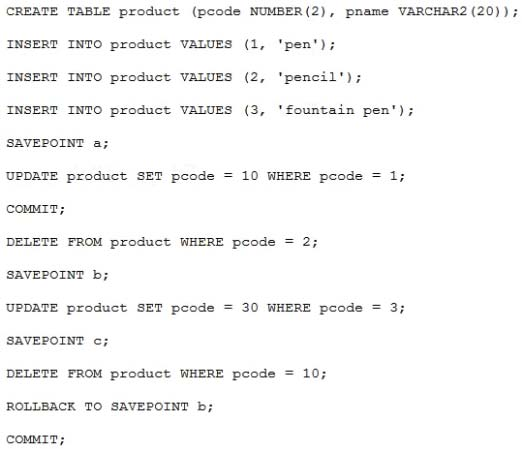 CREATE TABLE product (pcode NUMBER(2), pname VARCHAR2(20));
INSERT INTO product VALUES (1, 'pen');
INSERT INTO product VALUES (2, 'pencil');
INSERT INTO product VALUES (3, 'fountain pen');
SAVEPOINT a;
UPDATE product SET pcode = 10 WHERE pcode = 1;
COMMIT;
DELETE FROM product WHERE pcode = 2;
SAVEPOINT b;
UPDATE product SET pcode = 30 WHERE pcode = 3;
SAVEPOINT c;
DELETE FROM product WHERE pcode = 10;
ROLLBACK TO SAVEPOINT b;
COMMIT;